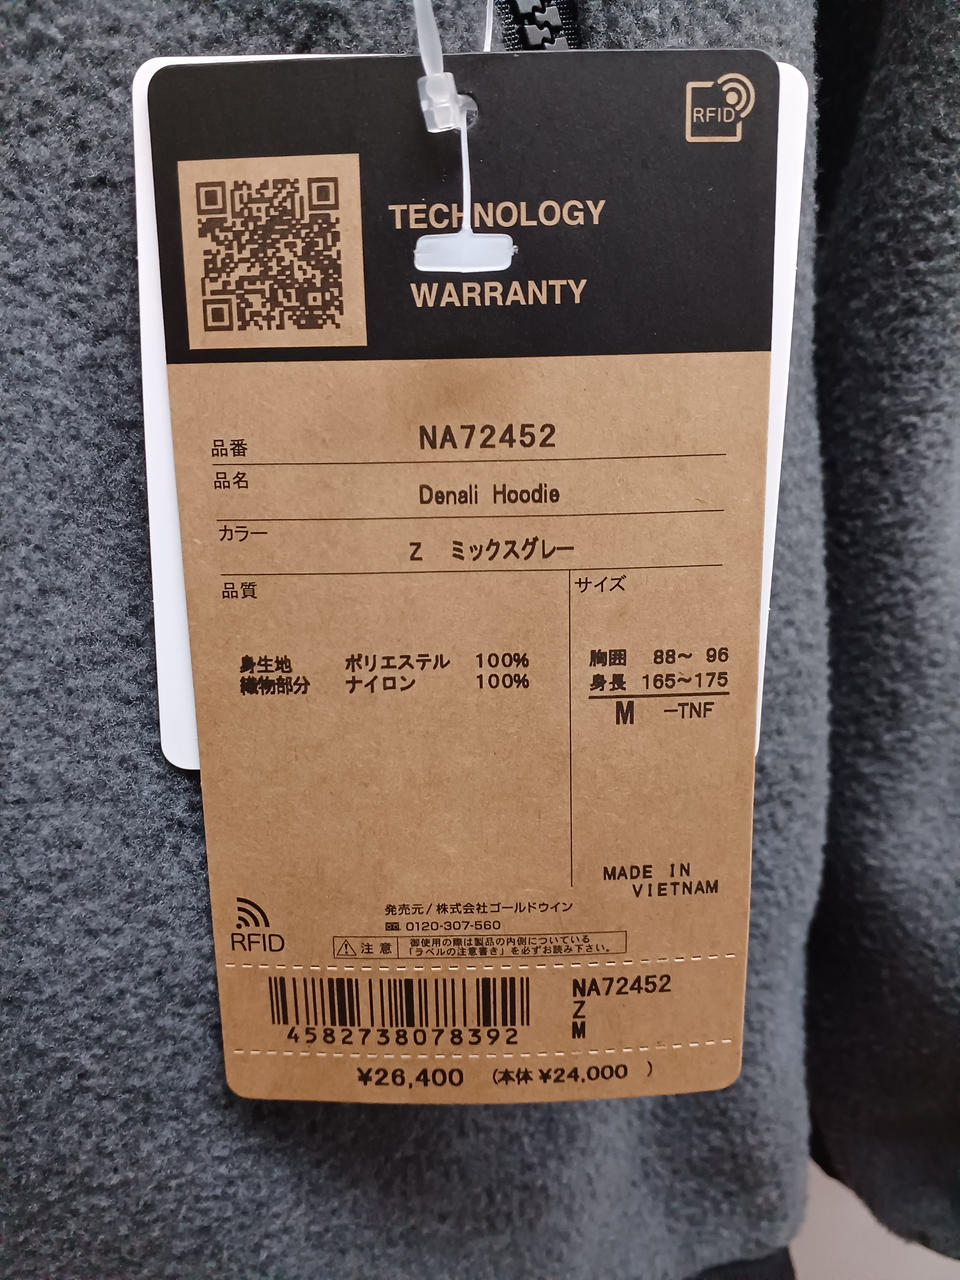 RFID
TECHNOLOGY
WARRANTY
品番 NA72452
品名 Denali Hoodie
カラー Z ミックスグレー
品質
身生地 ポリエステル 100%
織物部分 ナイロン 100%
サイズ
胸囲 88~ 96
身長 165~175
M -TNF
MADE IN
VIETNAM
発売元/株式会社ゴールドウイン
0120-307-560
RFID
注意
御使用の際は製品の内側についている
「ラベルの注意書き」を必ずお読み下さい。
4582738078392
NA72452
Z
M
¥26,400 (本体 ¥24,000 )